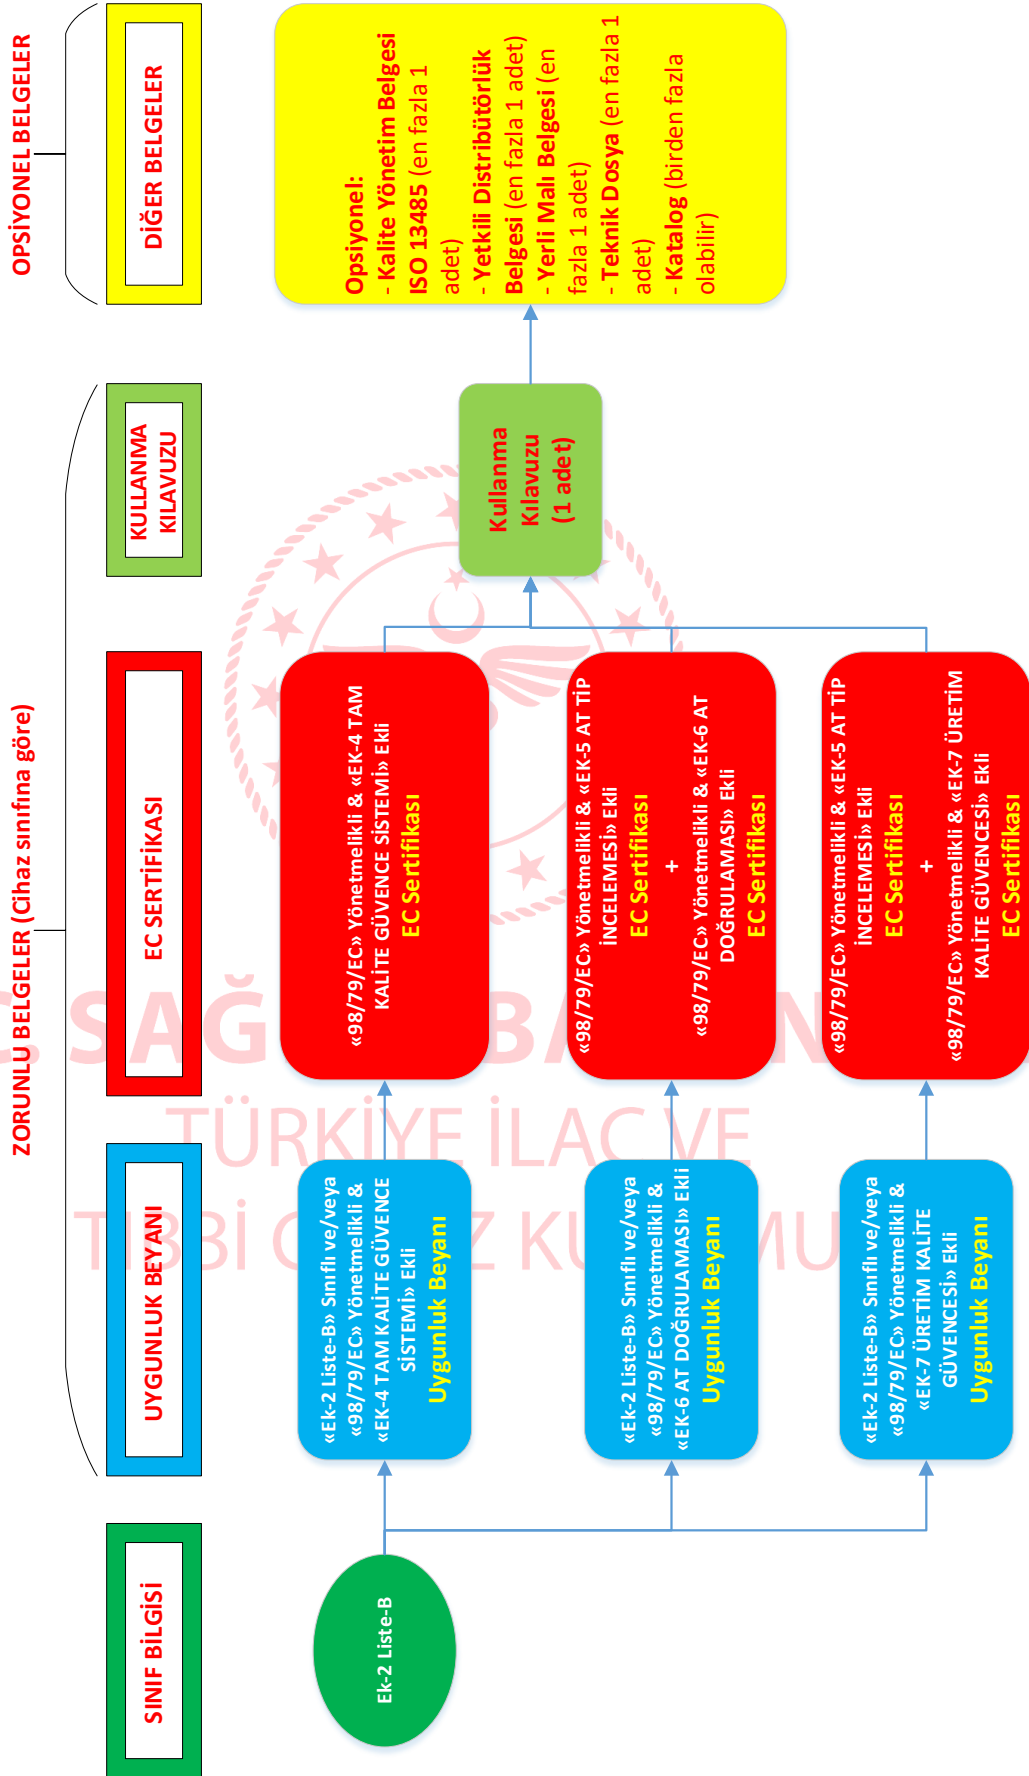 ZORUNLU BELGELER (Cihaz sınıfına göre)
OPSİYONEL BELGELER
SINIF BİLGİSİ
UYGUNLUK BEYANI
EC SERTİFİKASI
KULLANMA
KILAVUZU
DİĞER BELGELER
Ek-2 Liste-B
«Ek-2 Liste-B» Sınıflı ve/veya
«98/79/EC» Yönetmelikli &
«EK-4 TAM KALİTE GÜVENCE
SİSTEMİ» Ekli
Uygunluk Beyanı
«98/79/EC» Yönetmelikli & «EK-4 TAM
KALİTE GÜVENCE SİSTEMİ» Ekli
EC Sertifikası
«Ek-2 Liste-B» Sınıflı ve/veya
«98/79/EC» Yönetmelikli &
«EK-6 AT DOĞRULAMASI» Ekli
Uygunluk Beyanı
«98/79/EC» Yönetmelikli & «EK-5 AT TİP
İNCELEMESİ» Ekli
EC Sertifikası
+
«98/79/EC» Yönetmelikli & «EK-6 AT
DOĞRULAMASI» Ekli
EC Sertifikası
«Ek-2 Liste-B» Sınıflı ve/veya
«98/79/EC» Yönetmelikli &
«EK-7 ÜRETİM KALİTE
GÜVENCESİ» Ekli
Uygunluk Beyanı
«98/79/EC» Yönetmelikli & «EK-5 AT TİP
İNCELEMESİ» Ekli
EC Sertifikası
+
«98/79/EC» Yönetmelikli & «EK-7 ÜRETİM
KALİTE GÜVENCESİ» Ekli
EC Sertifikası
Kullanma
Kılavuzu
(1 adet)
Opsiyonel:
- Kalite Yönetim Belgesi
ISO 13485 (en fazla 1
adet)
- Yetkili Distribütörlük
Belgesi (en fazla 1 adet)
- Yerli Malı Belgesi (en
fazla 1 adet)
- Teknik Dosya (en fazla 1
adet)
- Katalog (birden fazla
olabilir)
TÜRKİYE İLAÇ VE